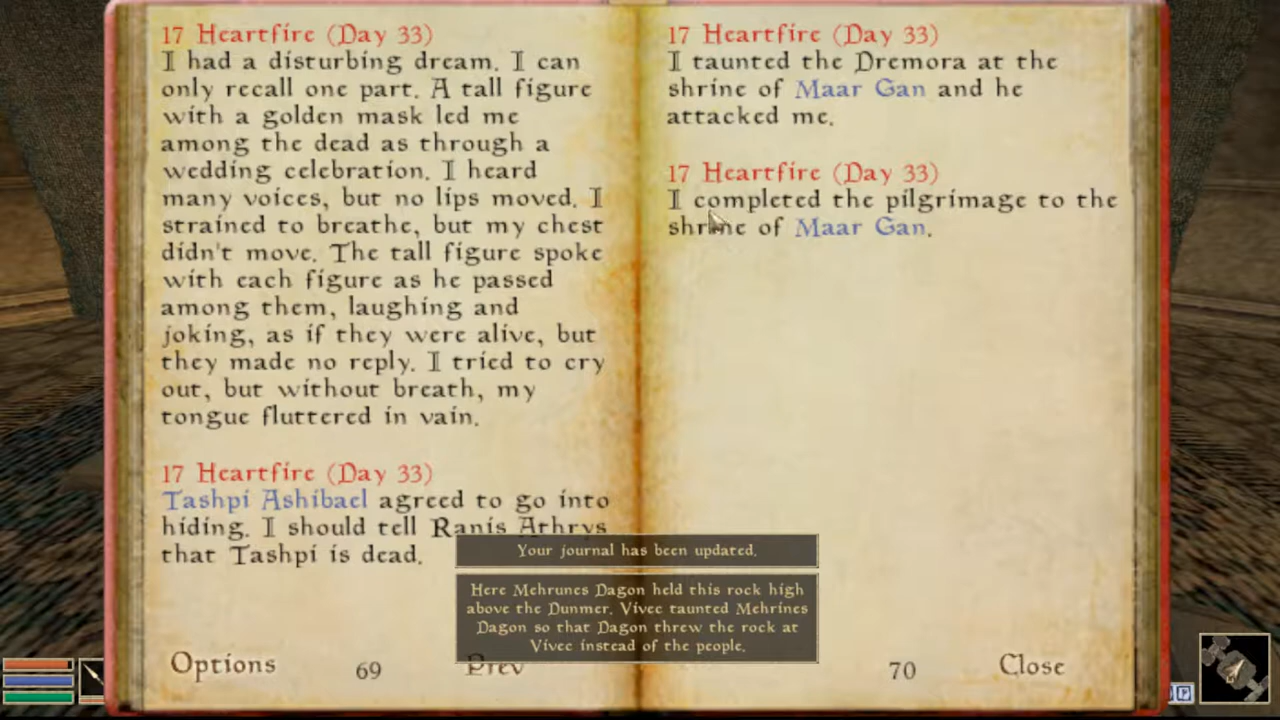 17 Heartfire (Day 33)
I had a disturbing dream. I can
only recall one part. A tall figure
with a golden mask led me
among the dead as through a
wedding celebration. I heard
many voices, but no lips moved. I
strained to breathe, but my chest
didn't move. The tall figure spoke
with each figure as he passed
among them, laughing and
joking, as if they were alive, but
they made no reply. I tried to cry
out, but without breath, my
tongue fluttered in vain.
17 Heartfire (Day 33)
Tashpi Ashibael agreed to go into
hiding. I should tell Ranis Athrys
that Tashpi is dead.
17 Heartfire (Day 33)
I taunted the Dremora at the
shrine of Maar Gan and he
attacked me.
17 Heartfire (Day 33)
I completed the pilgrimage to the
shrine of Maar Gan.
Your journal has been updated.
Here Mehrunes Dagon held this rock high
above the Dunmer. Vivec taunted Mehrines
Dagon so that Dagon threw the rock at
Vivec instead of the people.
Options
69
Prev
70
Close